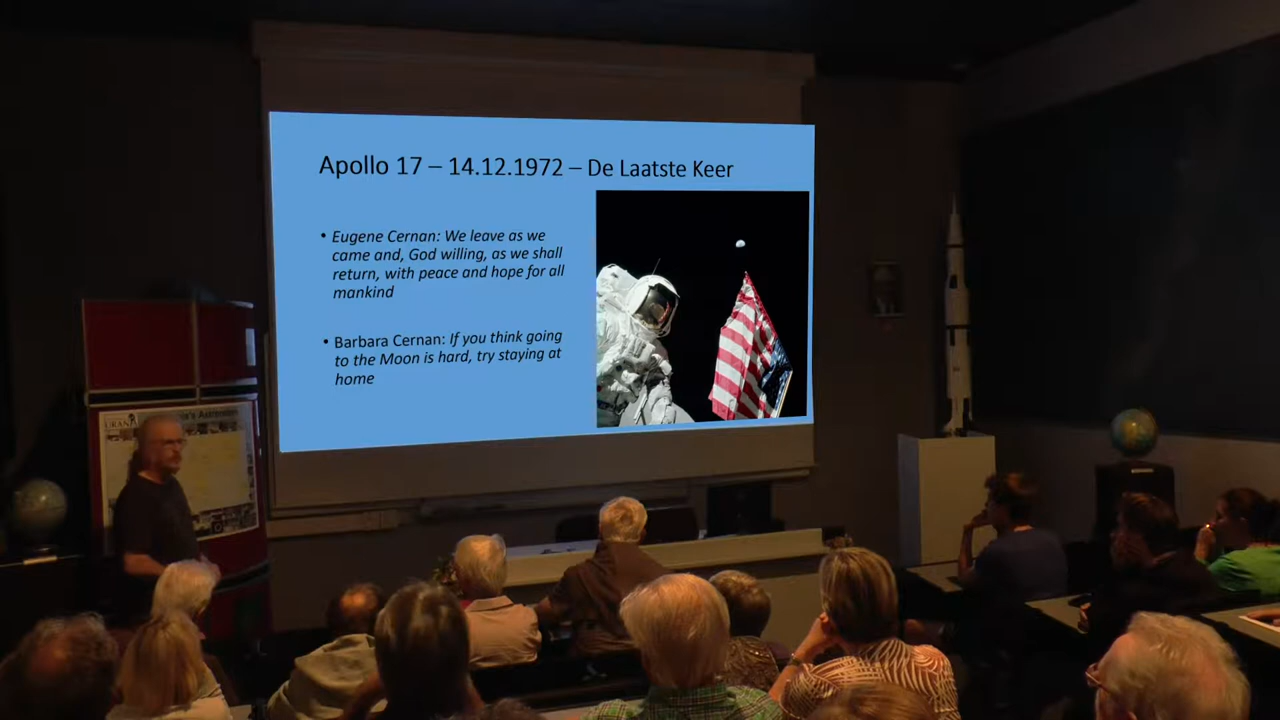 Apollo 17 – 14.12.1972 – De Laatste Keer
• Eugene Cernan: We leave as we
came and, God willing, as we shall
return, with peace and hope for all
mankind
• Barbara Cernan: If you think going
to the Moon is hard, try staying at
home
URANIA's